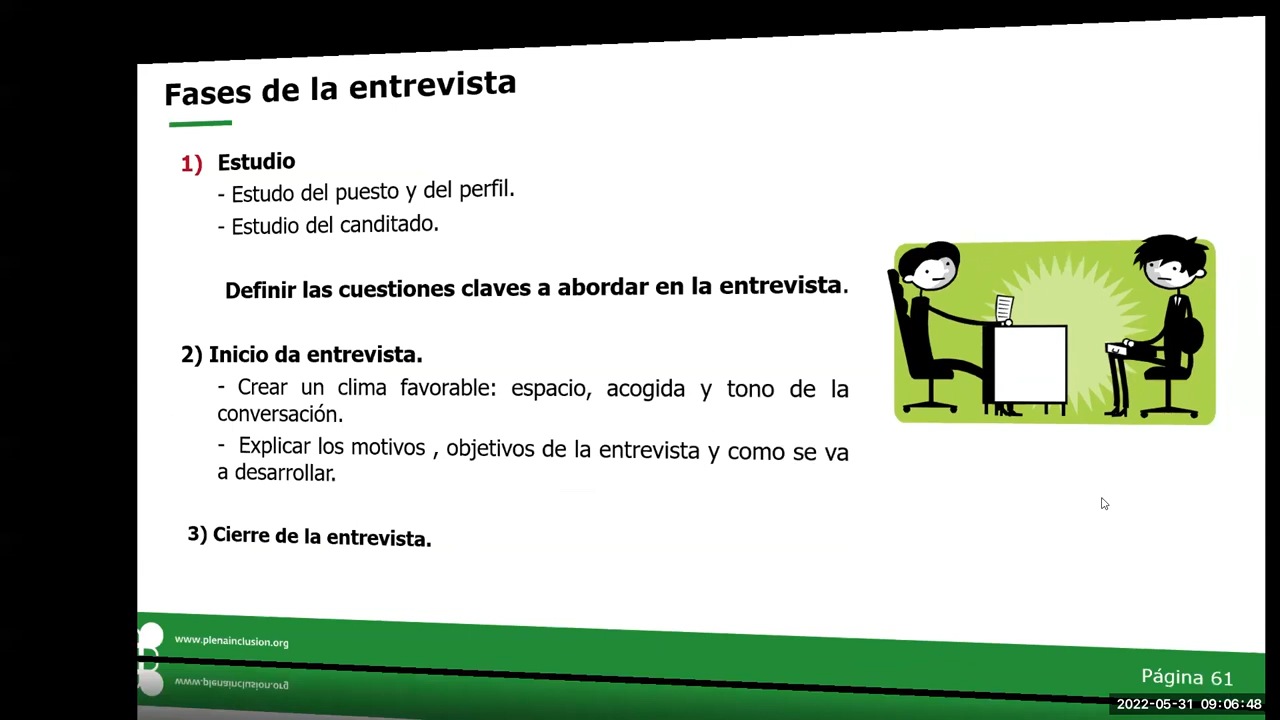 Fases de la entrevista
1) Estudio
- Estudo del puesto y del perfil.
- Estudio del canditado.
Definir las cuestiones claves a abordar en la entrevista.
2) Inicio da entrevista.
- Crear un clima favorable: espacio, acogida y tono de la
conversación.
- Explicar los motivos , objetivos de la entrevista y como se va
a desarrollar.
3) Cierre de la entrevista.
www.plenainclusion.org
www.plenainclusion.org
Página 61
2022-05-31 09:06:48